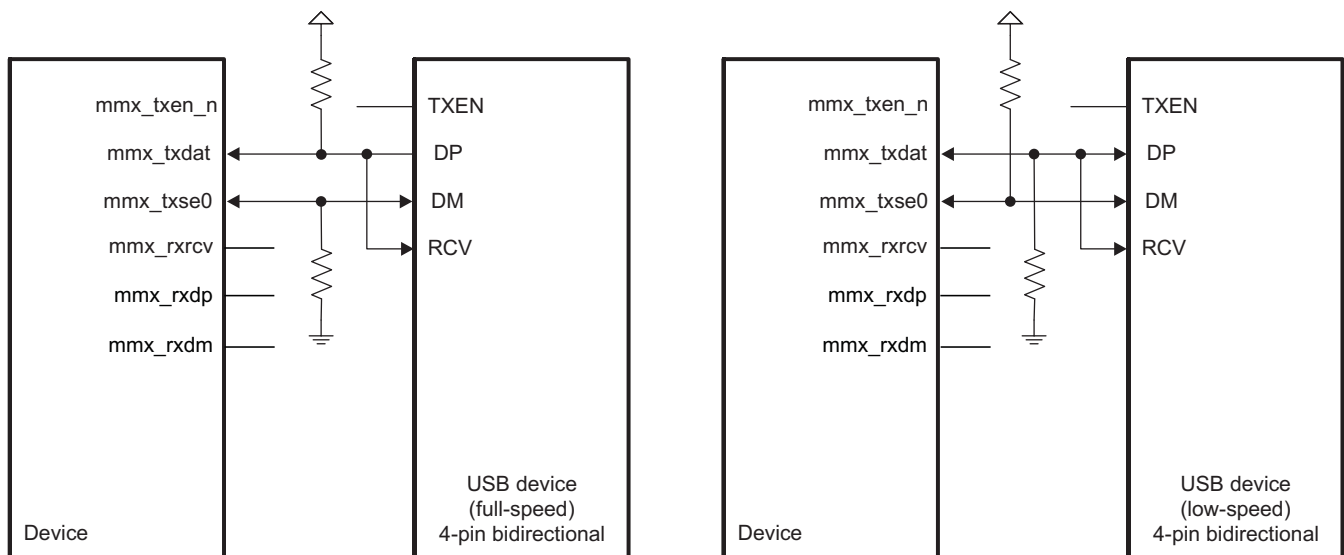 mmx_txen_n
mmx_txdat
mmx_txse0
mmx_rxrcv
mmx_rxdp
mmx_rxdm
Device
TXEN
DP
DM
RCV
USB device
(full-speed)
4-pin bidirectional
mmx_txen_n
mmx_txdat
mmx_txse0
mmx_rxrcv
mmx_rxdp
mmx_rxdm
Device
TXEN
DP
DM
RCV
USB device
(low-speed)
4-pin bidirectional